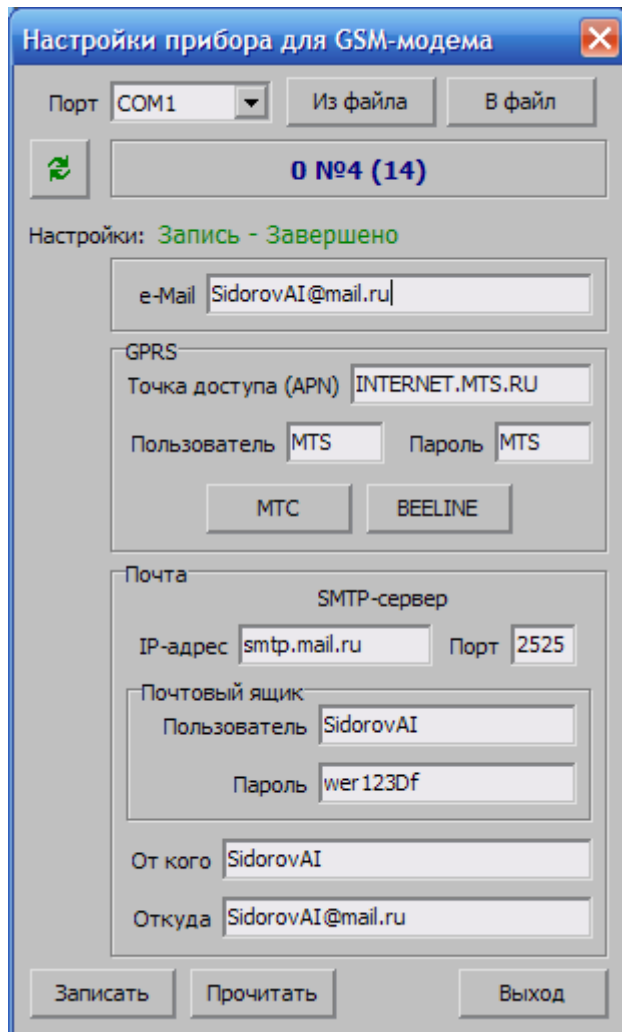 Настройки прибора для GSM-модема
Порт COM1 Из файла В файл
0 №4 (14)
Настройки: Запись - Завершено
e-Mail SidorovAI@mail.ru
GPRS
Точка доступа (APN) INTERNET.MTS.RU
Пользователь MTS Пароль MTS
МТС BEELINE
Почта
SMTP-сервер
IP-адрес smtp.mail.ru Порт 2525
Почтовый ящик
Пользователь SidorovAI
Пароль wer123Df
От кого SidorovAI
Откуда SidorovAI@mail.ru
Записать Прочитать Выход